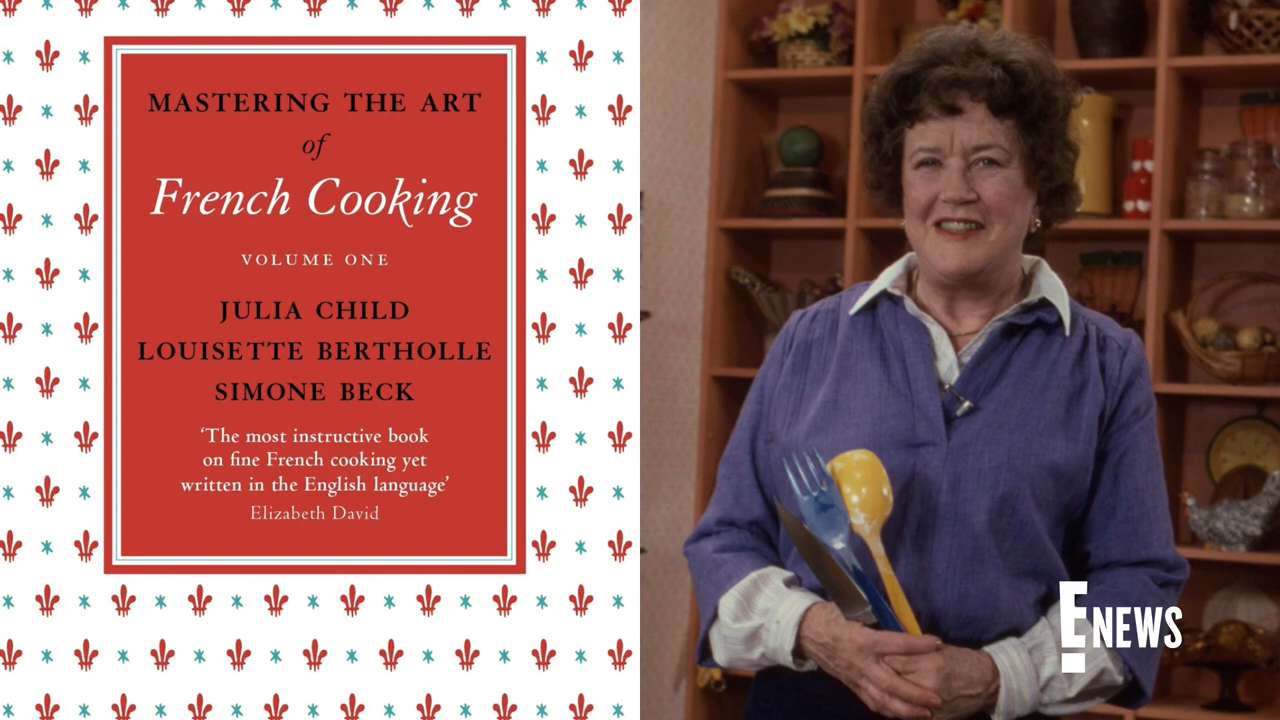 MASTERING THE ART
of
French Cooking
VOLUME ONE
JULIA CHILD
LOUISETTE BERTHOLLE
SIMONE BECK
‘The most instructive book
on fine French cooking yet
written in the English language’
Elizabeth David
E! NEWS